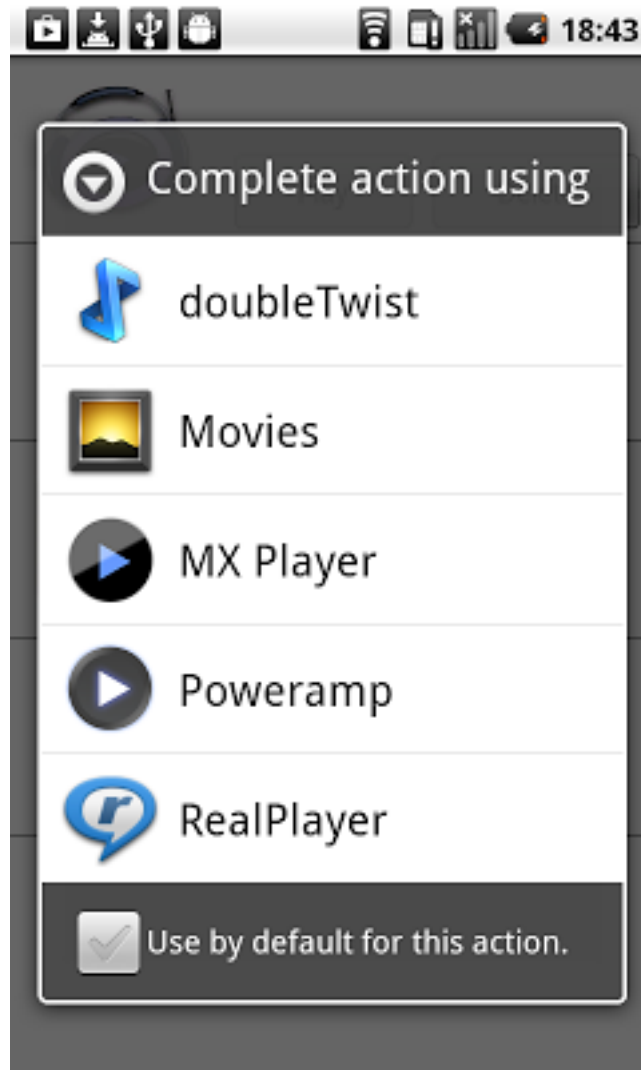 18:43
Complete action using
doubleTwist
Movies
MX Player
Poweramp
RealPlayer
Use by default for this action.